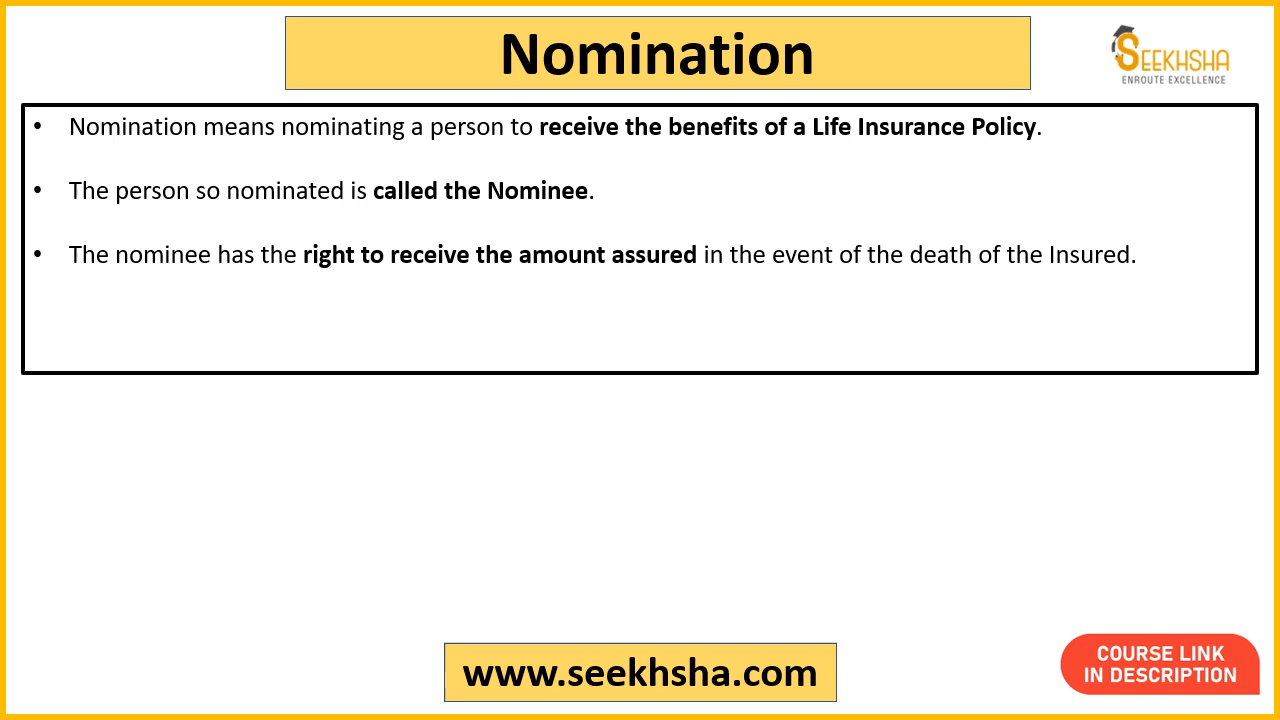 Nomination
SEEKHSHA
ENROUTE EXCELLENCE
• Nomination means nominating a person to receive the benefits of a Life Insurance Policy.
• The person so nominated is called the Nominee.
• The nominee has the right to receive the amount assured in the event of the death of the Insured.
www.seekhsha.com
COURSE LINK
IN DESCRIPTION